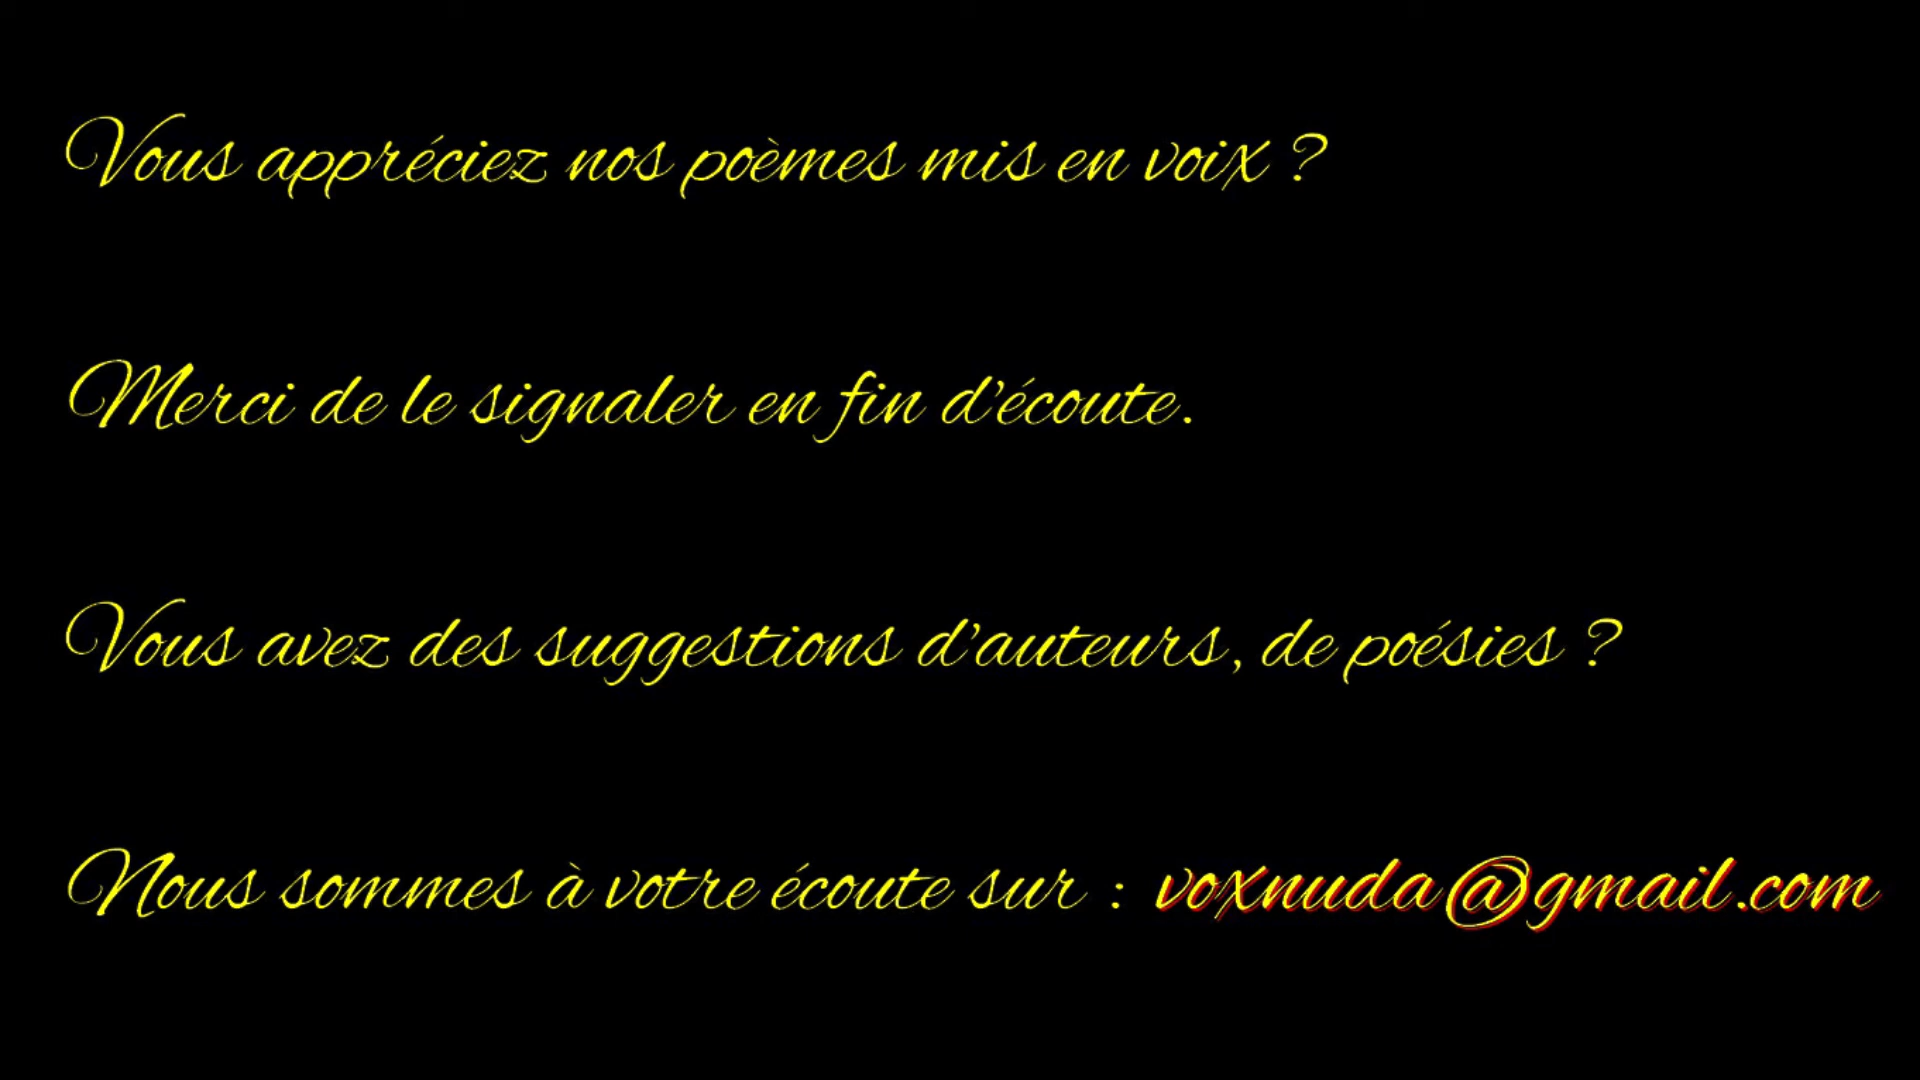 Vous appréciez nos poèmes mis en voix ?
Merci de le signaler en fin d'écoute.
Vous avez des suggestions d'auteurs, de poésies ?
Nous sommes à votre écoute sur : voxnuda@gmail.com